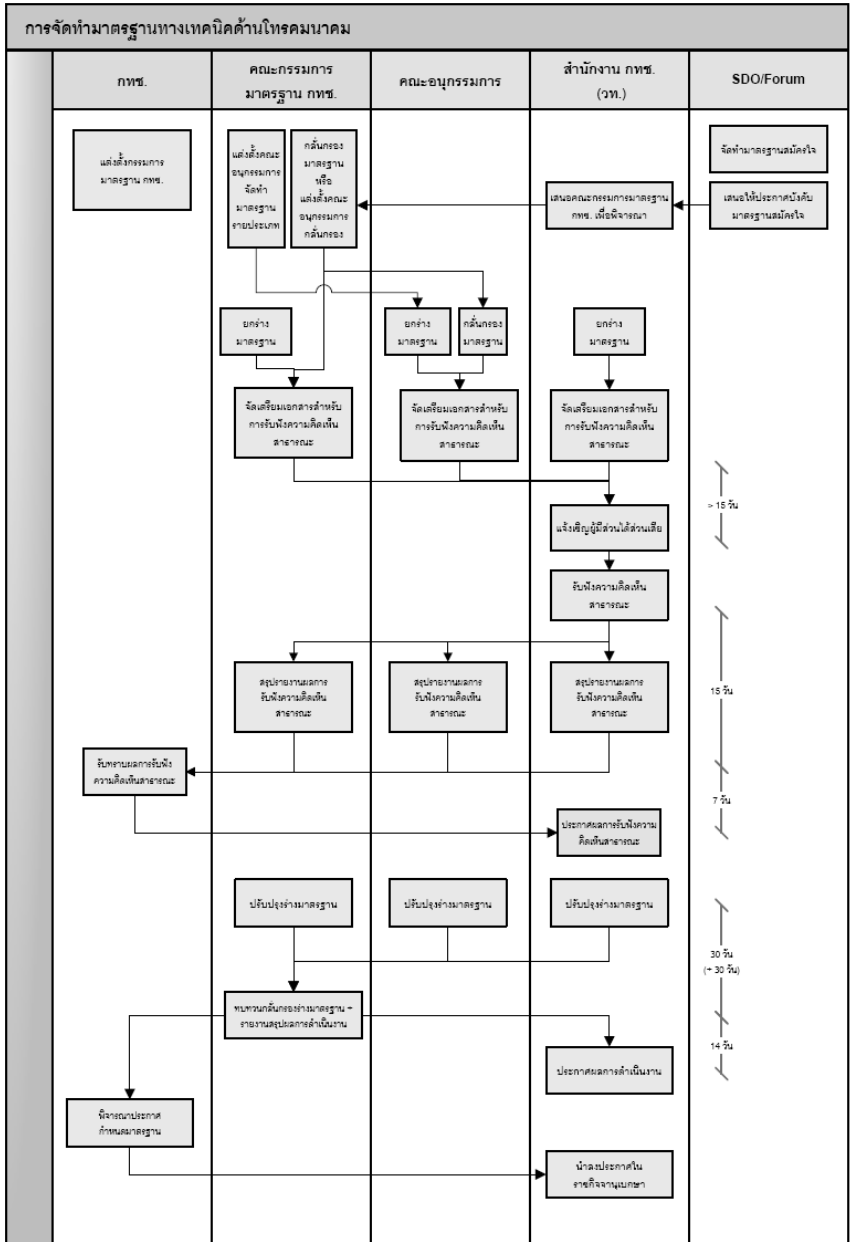 การจัดทำมาตรฐานทางเทคนิคด้านโทรคมนาคม
กทช.
คณะกรรมการ
มาตรฐาน กทช.
คณะอนุกรรมการ
สำนักงาน กทช.
(วท.)
SDO/Forum
แต่งตั้งกรรมการ
มาตรฐาน กทช.
แต่งตั้งคณะ
อนุกรรมการ
จัดทำ
มาตรฐาน
รายประเภท
กลั่นกรอง
มาตรฐาน
หรือ
แต่งตั้งคณะ
อนุกรรมการ
กลั่นกรอง
เสนอคณะกรรมการมาตรฐาน
กทช. เพื่อพิจารณา
จัดทำมาตรฐานสมัครใจ
เสนอให้ประกาศบังคับ
มาตรฐานสมัครใจ
ยกร่าง
มาตรฐาน
ยกร่าง
มาตรฐาน
กลั่นกรอง
มาตรฐาน
ยกร่าง
มาตรฐาน
จัดเตรียมเอกสารสำหรับ
การรับฟังความคิดเห็น
สาธารณะ
จัดเตรียมเอกสารสำหรับ
การรับฟังความคิดเห็น
สาธารณะ
จัดเตรียมเอกสารสำหรับ
การรับฟังความคิดเห็น
สาธารณะ
> 15 วัน
แจ้งเชิญผู้มีส่วนได้ส่วนเสีย
รับฟังความคิดเห็น
สาธารณะ
สรุปรายงานผลการ
รับฟังความคิดเห็น
สาธารณะ
สรุปรายงานผลการ
รับฟังความคิดเห็น
สาธารณะ
สรุปรายงานผลการ
รับฟังความคิดเห็น
สาธารณะ
15 วัน
รับทราบผลการรับฟัง
ความคิดเห็นสาธารณะ
7 วัน
ประกาศผลการรับฟังความ
คิดเห็นสาธารณะ
ปรับปรุงร่างมาตรฐาน
ปรับปรุงร่างมาตรฐาน
ปรับปรุงร่างมาตรฐาน
30 วัน
(+ 30 วัน)
ทบทวนกลั่นกรองร่างมาตรฐาน +
รายงานสรุปผลการดำเนินงาน
14 วัน
ประกาศผลการดำเนินงาน
พิจารณาประกาศ
กำหนดมาตรฐาน
นำลงประกาศใน
ราชกิจจานุเบกษา